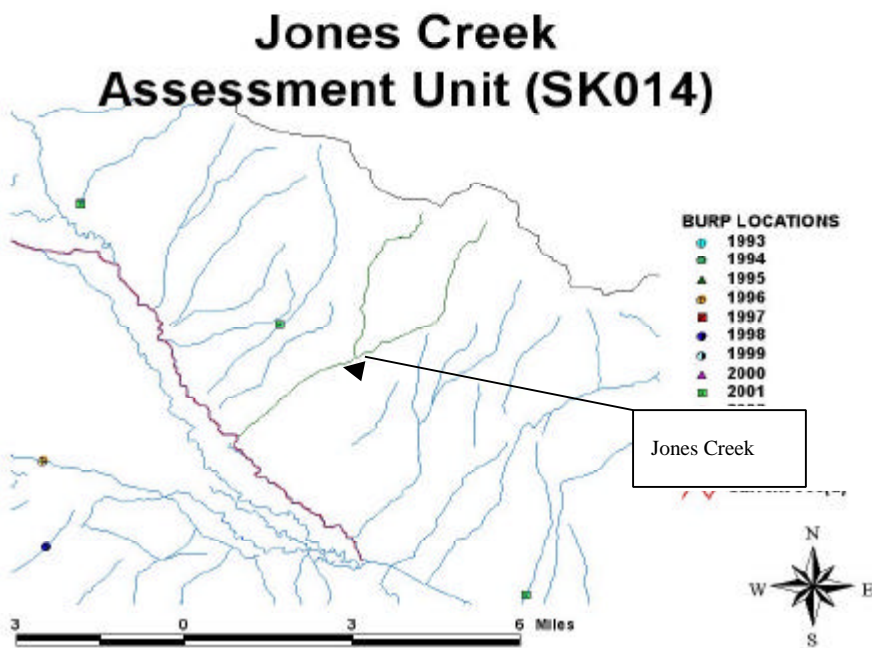 Jones Creek
Assessment Unit (SK014)
BURP LOCATIONS
1993
1994
1995
1996
1997
1998
1999
2000
2001
Jones Creek
N
W
E
S
3
0
3
6
Miles